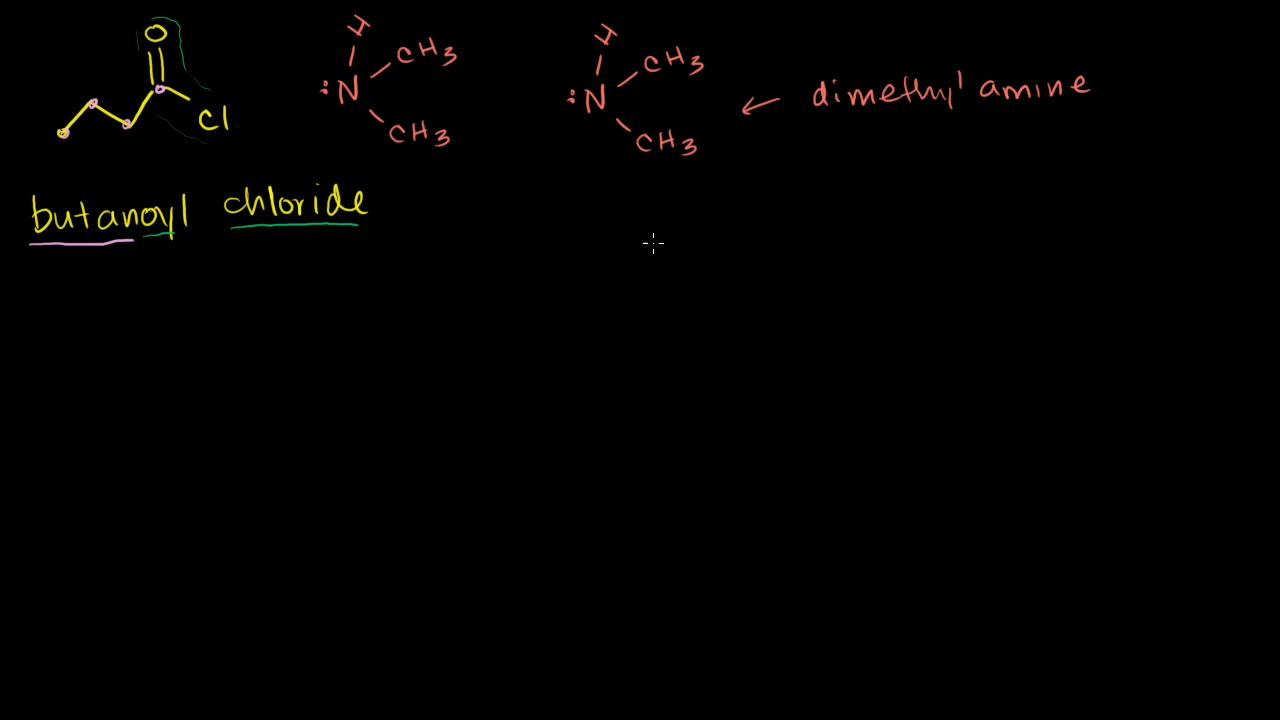 O
Cl
H
:N
CH3
CH3
H
:N
CH3
CH3
dimethyl amine
butanoyl chloride